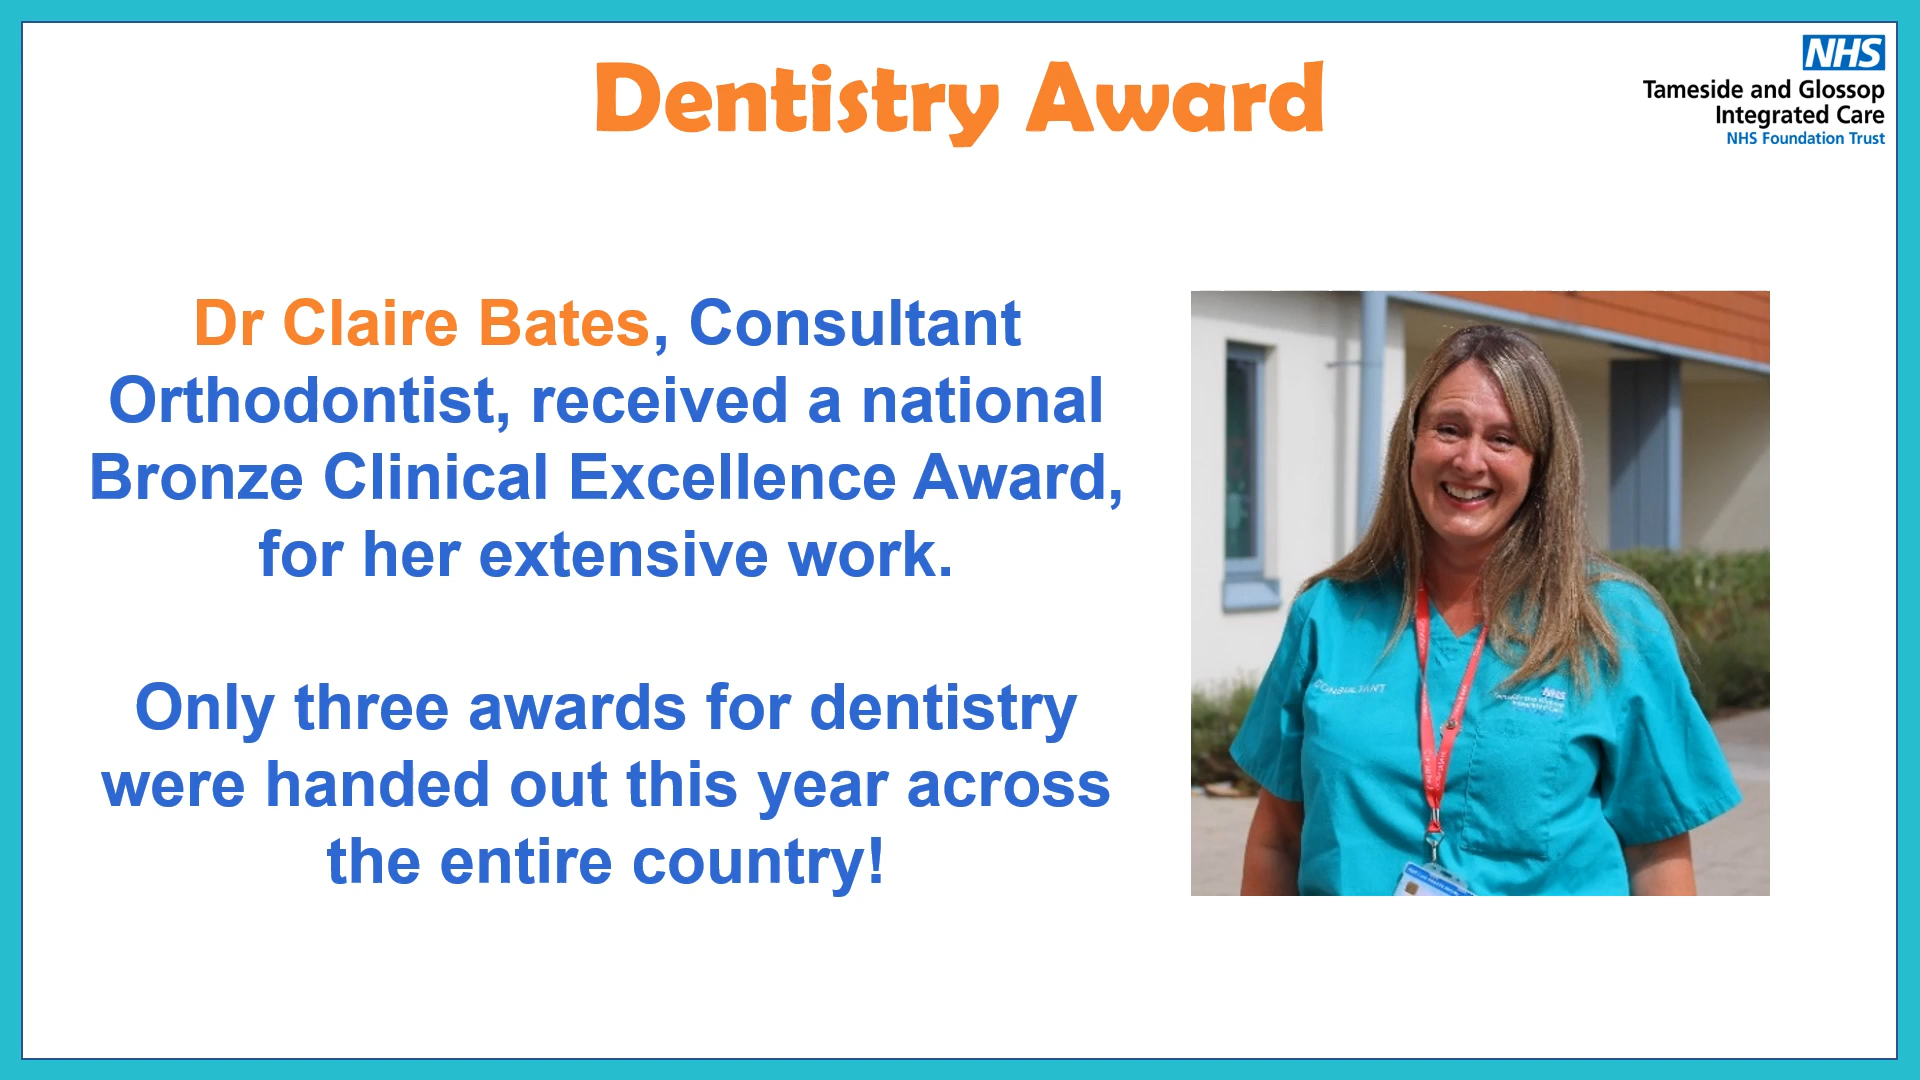 Dentistry Award
NHS
Tameside and Glossop
Integrated Care
NHS Foundation Trust
Dr Claire Bates, Consultant
Orthodontist, received a national
Bronze Clinical Excellence Award,
for her extensive work.
Only three awards for dentistry
were handed out this year across
the entire country!
CONSULTANT
NHS